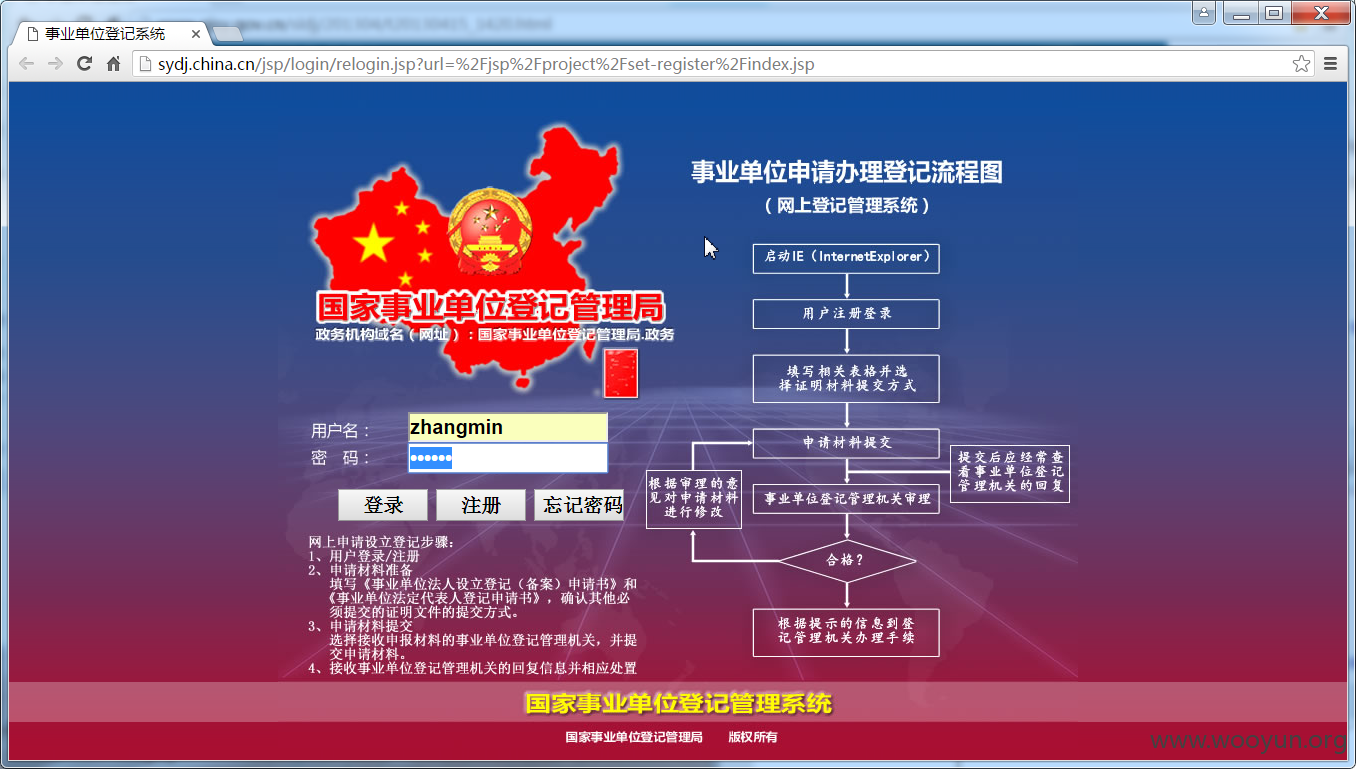 事业单位登记系统
sydj.china.cn/jsp/login/relogin.jsp?url=%2Fjsp%2Fproject%2Fset-register%2Findex.jsp
国家事业单位登记管理局
政务机构域名（网址）：国家事业单位登记管理局.政务
用户名：
zhangmin
密 码：
••••••
登录 注册 忘记密码
网上申请设立登记步骤：
1、用户登录/注册
2、申请材料准备
填写《事业单位法人设立登记（备案）申请书》和
《事业单位法定代表人登记申请书》，确认其他必
须提交的证明文件的提交方式。
3、申请材料提交
选择接收申报材料的事业单位登记管理机关，并提
交申请材料。
4、接收事业单位登记管理机关的回复信息并相应处置
事业单位申请办理登记流程图
（网上登记管理系统）
启动IE（InternetExplorer）
用户注册登录
填写相关表格并选
择证明材料提交方式
申请材料提交
提交后应经常查
看事业单位登记
管理机关的回复
根据审理的意
见对申请材料
进行修改
事业单位登记管理机关审理
合格？
根据提示的信息到登
记管理机关办理手续
国家事业单位登记管理系统
国家事业单位登记管理局 版权所有
www.wooyun.org